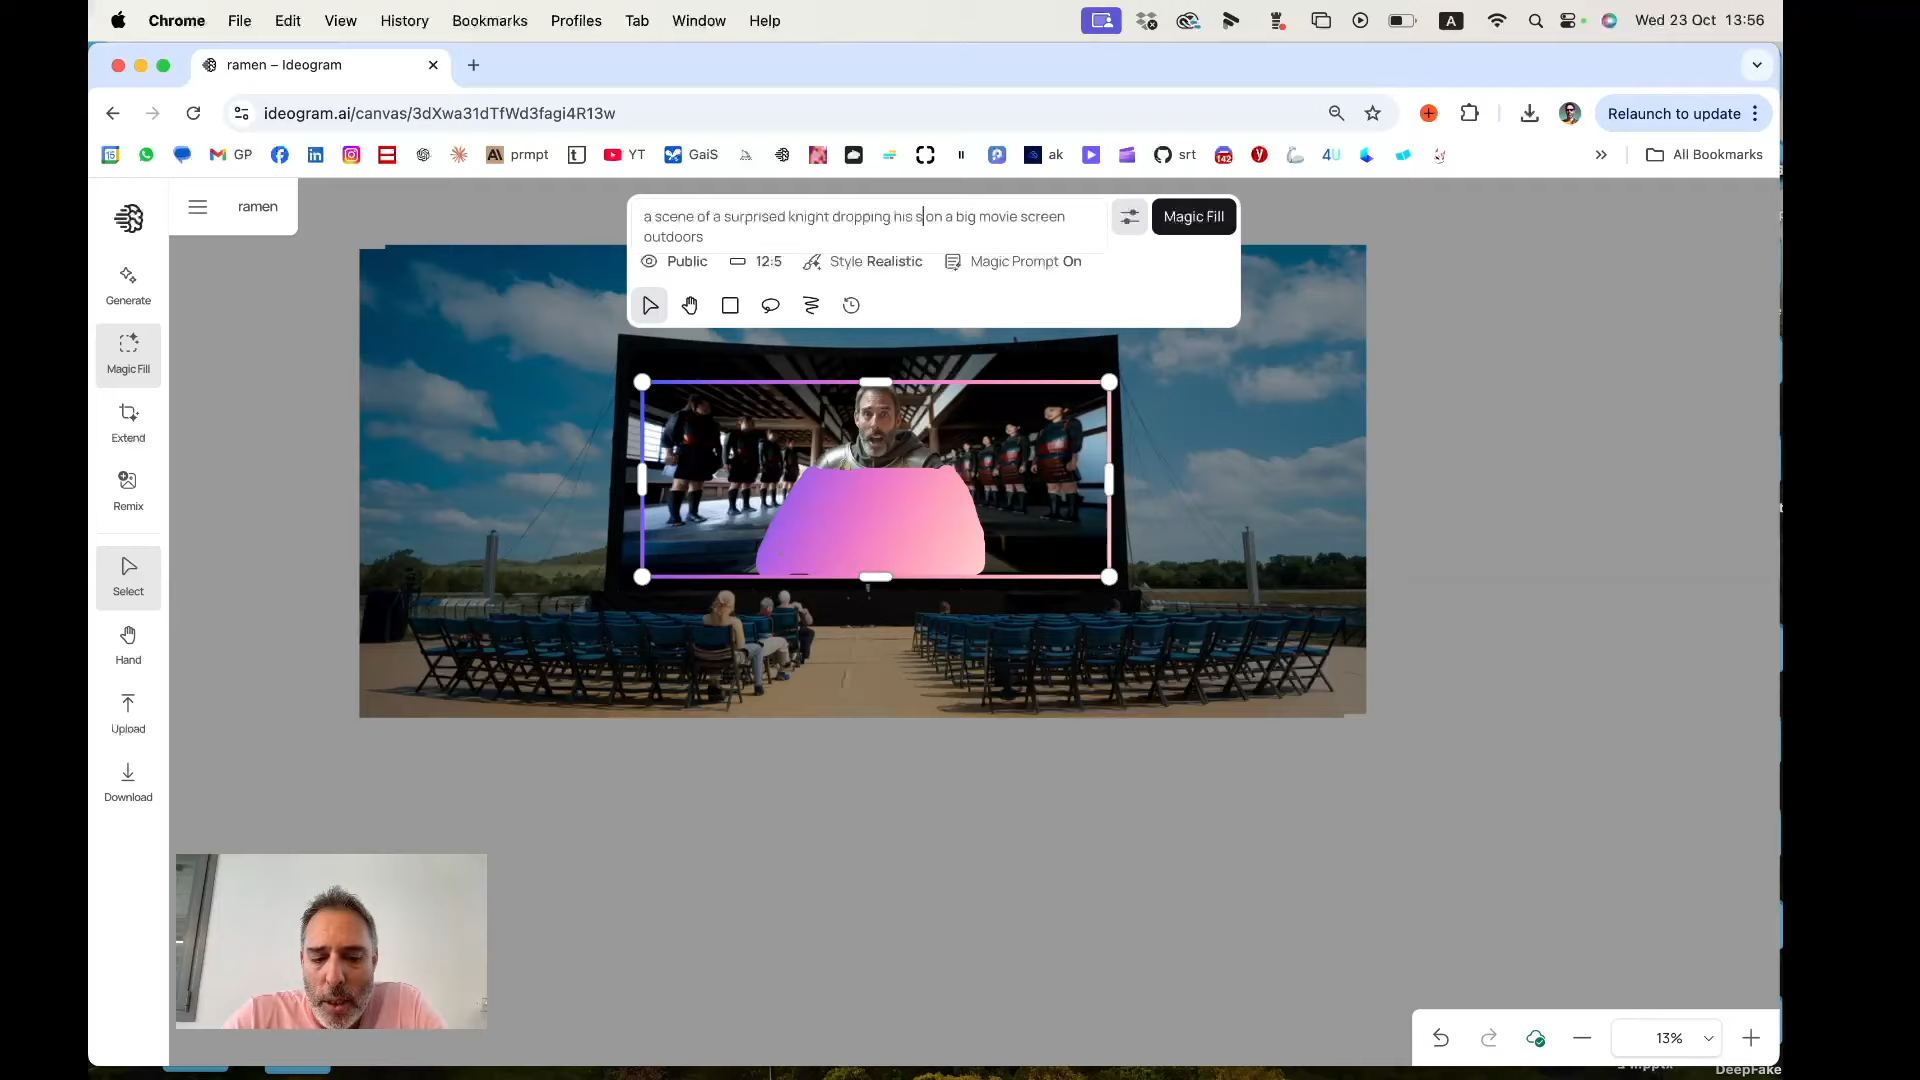 Chrome File Edit View History Bookmarks Profiles Tab Window Help A Wed 23 Oct 13:56
ramen – Ideogram
ideogram.ai/canvas/3dXwa31dTfWd3fagi4R13w Relaunch to update
15 GP prmpt YT GaiS ak srt 142 4U All Bookmarks
ramen
a scene of a surprised knight dropping his s on a big movie screen
outdoors
Magic Fill
Public 12:5 Style Realistic Magic Prompt On
Generate
Magic Fill
Extend
Remix
Select
Hand
Upload
Download
13%
DeepFake